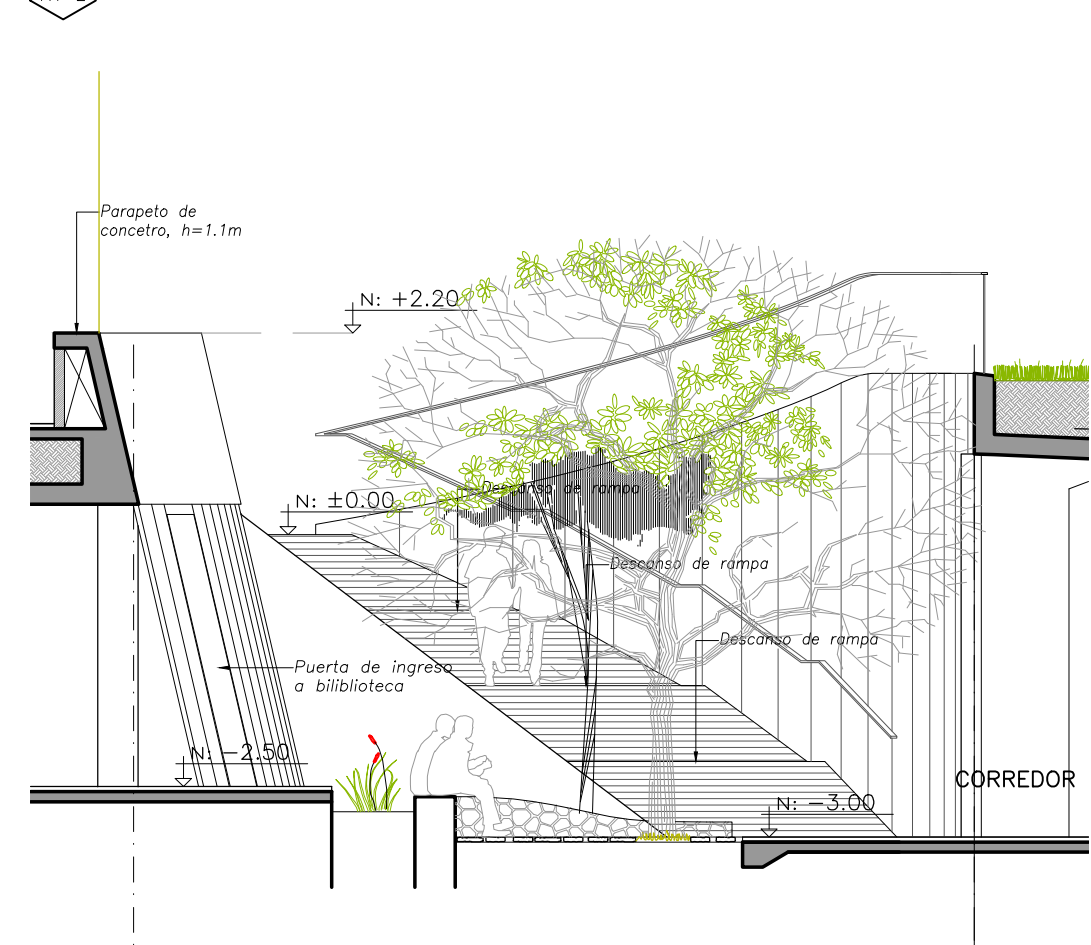 Parapeto de
concetro, h=1.1m
N: +2.20
N: ±0.00
Descanso de rampa
Descanso de rampa
Descanso de rampa
Puerta de ingreso
a biliblioteca
N: −2.50
CORREDOR
N: −3.00